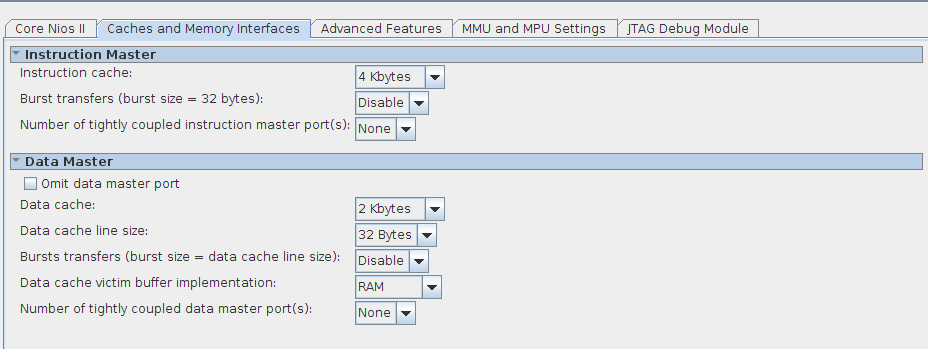 Core Nios II Caches and Memory Interfaces Advanced Features MMU and MPU Settings JTAG Debug Module
Instruction Master
Instruction cache: 4 Kbytes
Burst transfers (burst size = 32 bytes): Disable
Number of tightly coupled instruction master port(s): None
Data Master
Omit data master port
Data cache: 2 Kbytes
Data cache line size: 32 Bytes
Bursts transfers (burst size = data cache line size): Disable
Data cache victim buffer implementation: RAM
Number of tightly coupled data master port(s): None